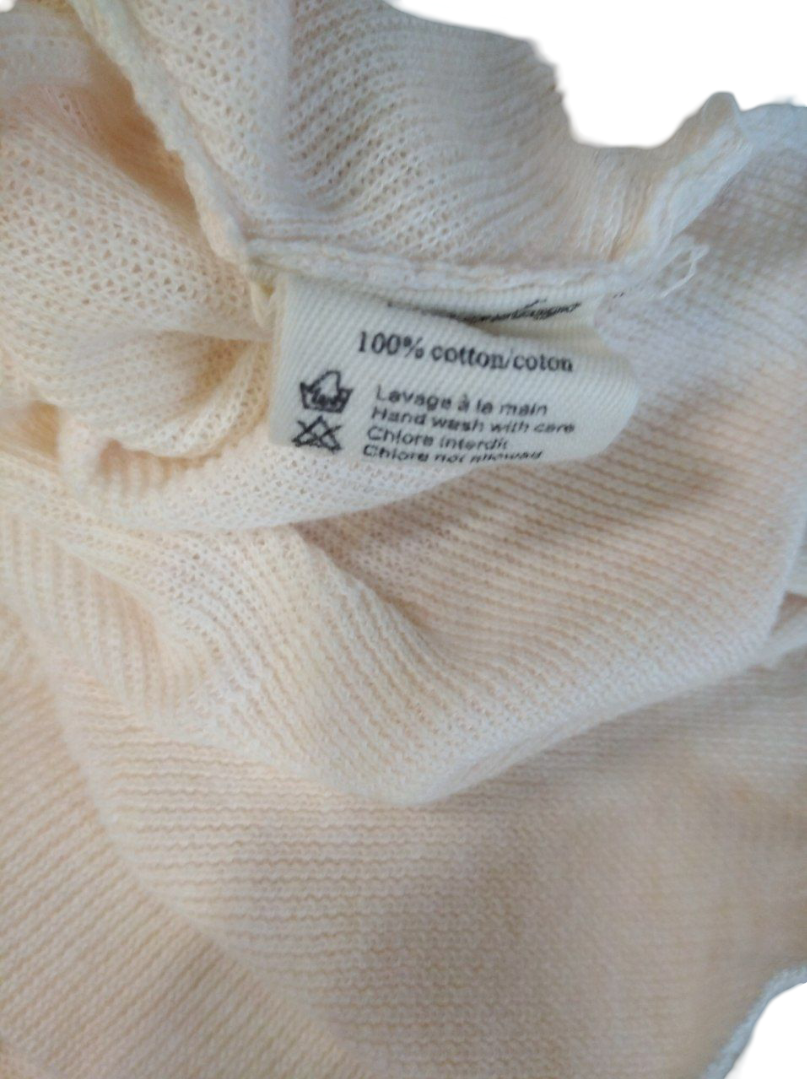 100% cotton/coton
Lavage à la main
Hand wash with care
Chlore interdit
Chlore not allowed